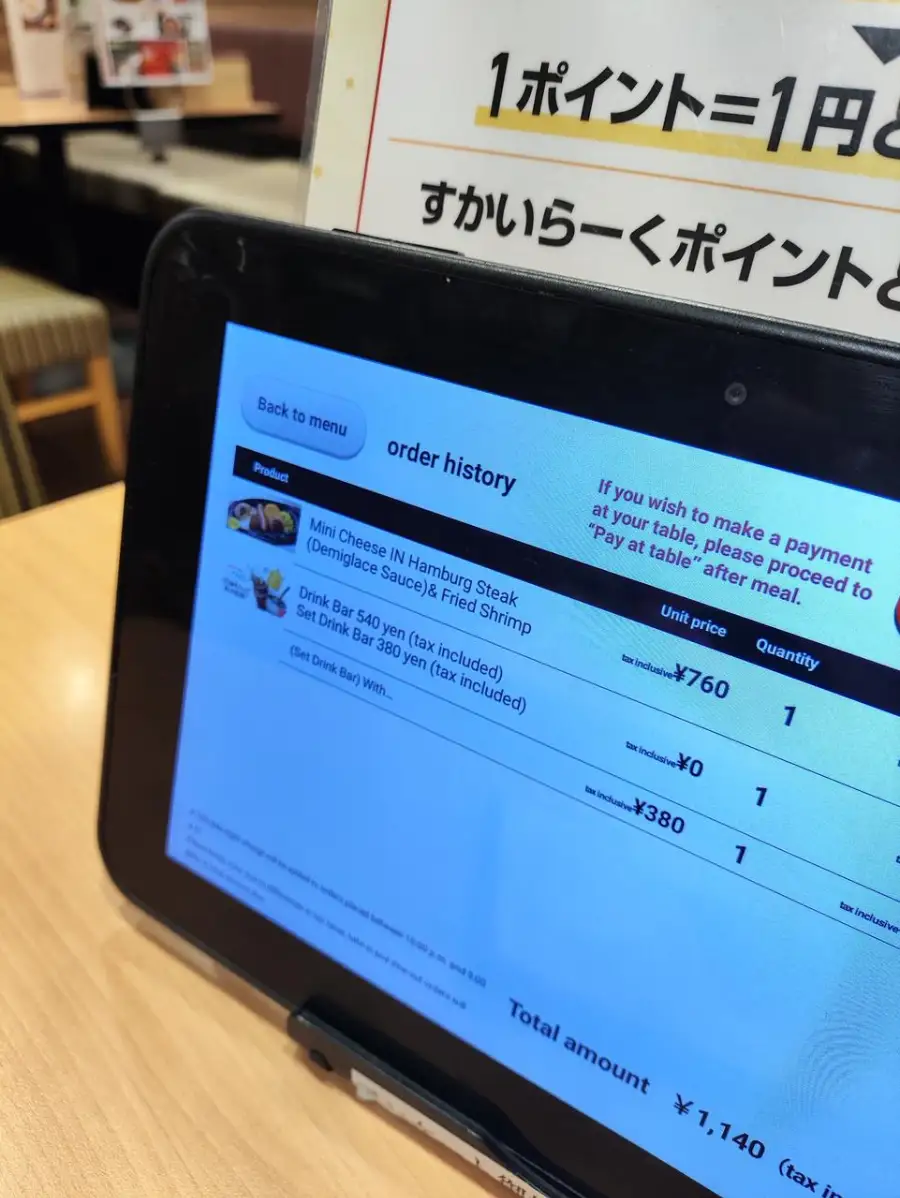 1ポイント=1円と
すかいらーくポイントと
Back to menu
order history
If you wish to make a payment
at your table, please proceed to
“Pay at table” after meal.
Product
Unit price
Quantity
Mini Cheese IN Hamburg Steak
(Demiglace Sauce)& Fried Shrimp
tax inclusive¥760
1
Drink Bar 540 yen (tax included)
Set Drink Bar 380 yen (tax included)
tax inclusive¥0
1
(Set Drink Bar) With...
tax inclusive¥380
1
tax inclusive
Total amount
¥1,140 (tax in